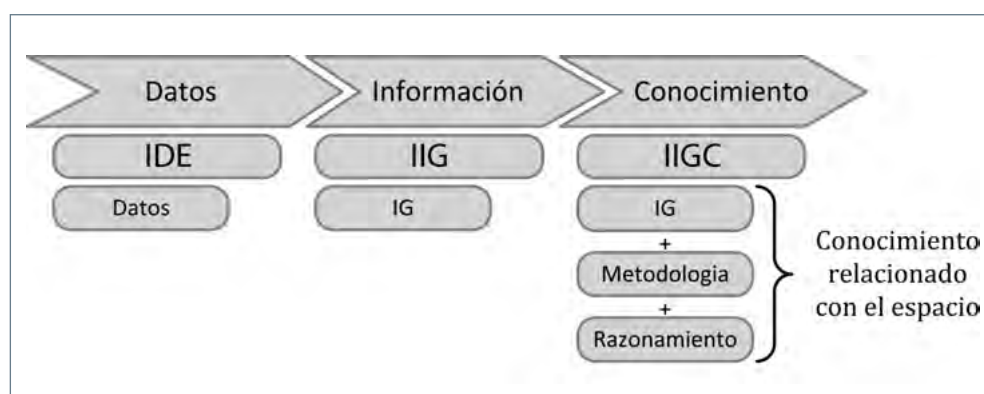 Datos
Información
Conocimiento
IDE
IIG
IIGC
Datos
IG
IG
+
Metodologia
+
Razonamiento
Conocimiento
relacionado
con el espacio